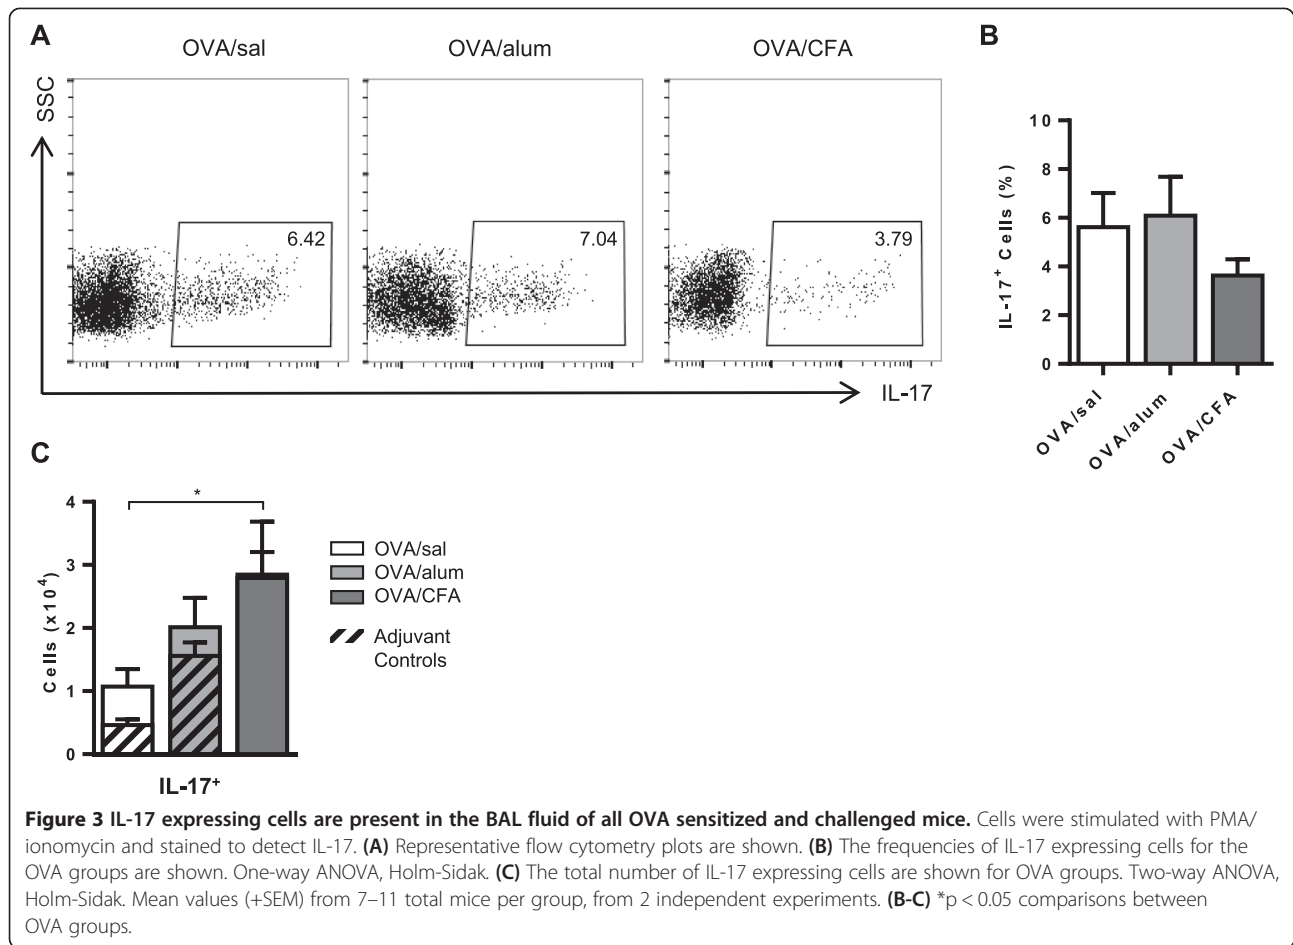 A
OVA/sal
OVA/alum
OVA/CFA
SSC
6.42
7.04
3.79
IL-17
B
IL-17+ Cells (%)
10
8
6
4
2
0
OVA/sal
OVA/alum
OVA/CFA
C
Cells (x10^4)
4
3
2
1
0
*
IL-17+
OVA/sal
OVA/alum
OVA/CFA
Adjuvant
Controls
Figure 3 IL-17 expressing cells are present in the BAL fluid of all OVA sensitized and challenged mice. Cells were stimulated with PMA/
ionomycin and stained to detect IL-17. (A) Representative flow cytometry plots are shown. (B) The frequencies of IL-17 expressing cells for the
OVA groups are shown. One-way ANOVA, Holm-Sidak. (C) The total number of IL-17 expressing cells are shown for OVA groups. Two-way ANOVA,
Holm-Sidak. Mean values (+SEM) from 7–11 total mice per group, from 2 independent experiments. (B-C) *p < 0.05 comparisons between
OVA groups.